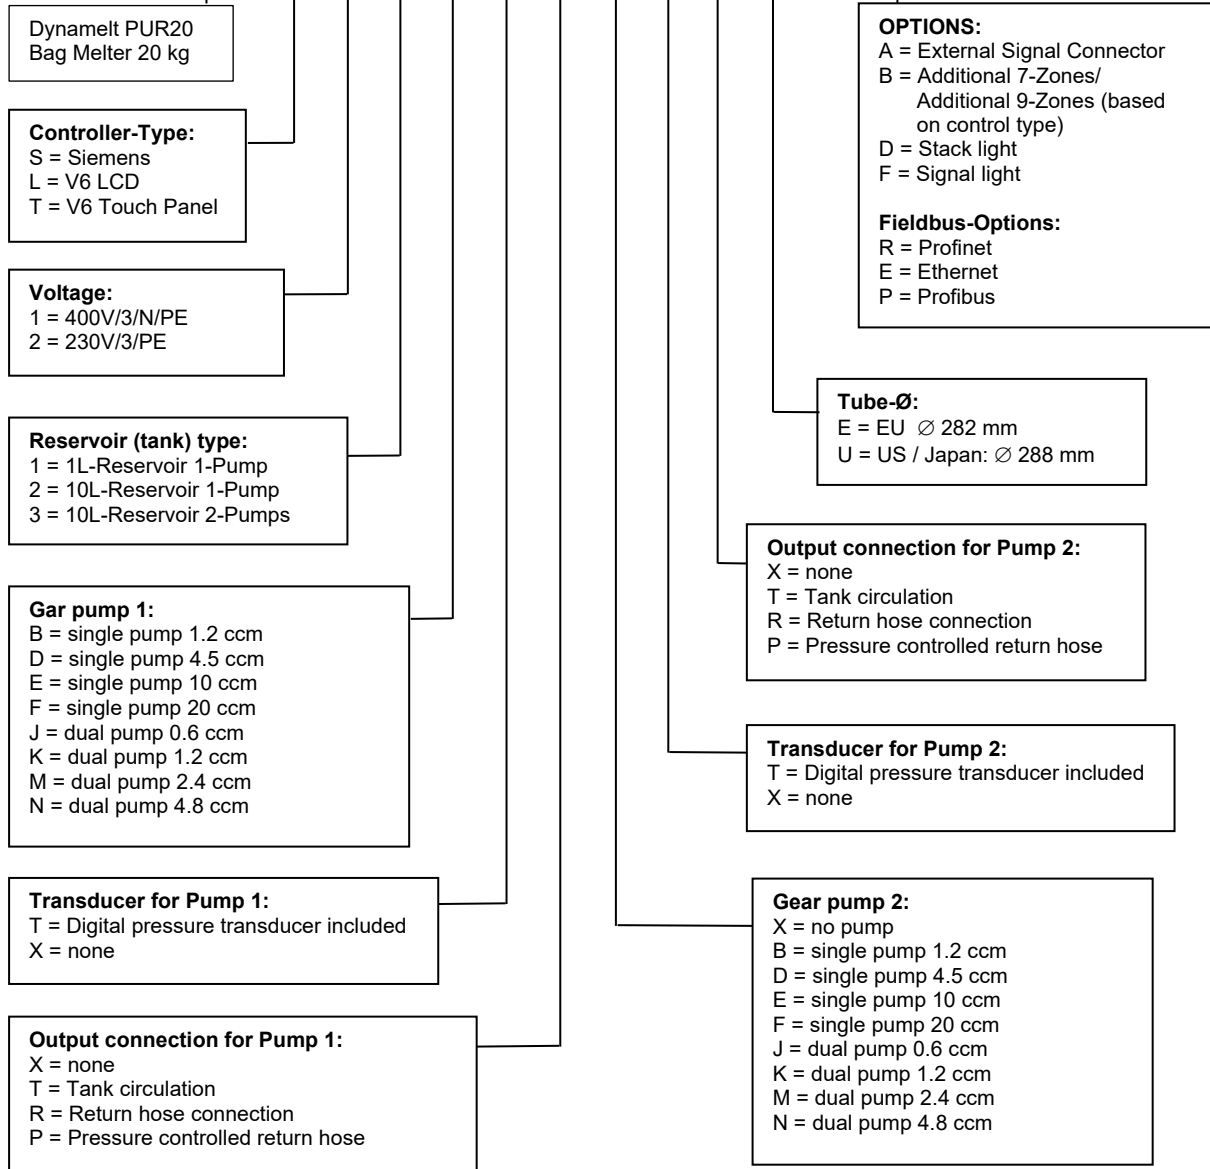 Dynamelt PUR20
Bag Melter 20 kg
Controller-Type:
S = Siemens
L = V6 LCD
T = V6 Touch Panel
Voltage:
1 = 400V/3/N/PE
2 = 230V/3/PE
Reservoir (tank) type:
1 = 1L-Reservoir 1-Pump
2 = 10L-Reservoir 1-Pump
3 = 10L-Reservoir 2-Pumps
Gar pump 1:
B = single pump 1.2 ccm
D = single pump 4.5 ccm
E = single pump 10 ccm
F = single pump 20 ccm
J = dual pump 0.6 ccm
K = dual pump 1.2 ccm
M = dual pump 2.4 ccm
N = dual pump 4.8 ccm
Transducer for Pump 1:
T = Digital pressure transducer included
X = none
Output connection for Pump 1:
X = none
T = Tank circulation
R = Return hose connection
P = Pressure controlled return hose
OPTIONS:
A = External Signal Connector
B = Additional 7-Zones/
Additional 9-Zones (based
on control type)
D = Stack light
F = Signal light
Fieldbus-Options:
R = Profinet
E = Ethernet
P = Profibus
Tube-Ø:
E = EU ∅ 282 mm
U = US / Japan: ∅ 288 mm
Output connection for Pump 2:
X = none
T = Tank circulation
R = Return hose connection
P = Pressure controlled return hose
Transducer for Pump 2:
T = Digital pressure transducer included
X = none
Gear pump 2:
X = no pump
B = single pump 1.2 ccm
D = single pump 4.5 ccm
E = single pump 10 ccm
F = single pump 20 ccm
J = dual pump 0.6 ccm
K = dual pump 1.2 ccm
M = dual pump 2.4 ccm
N = dual pump 4.8 ccm